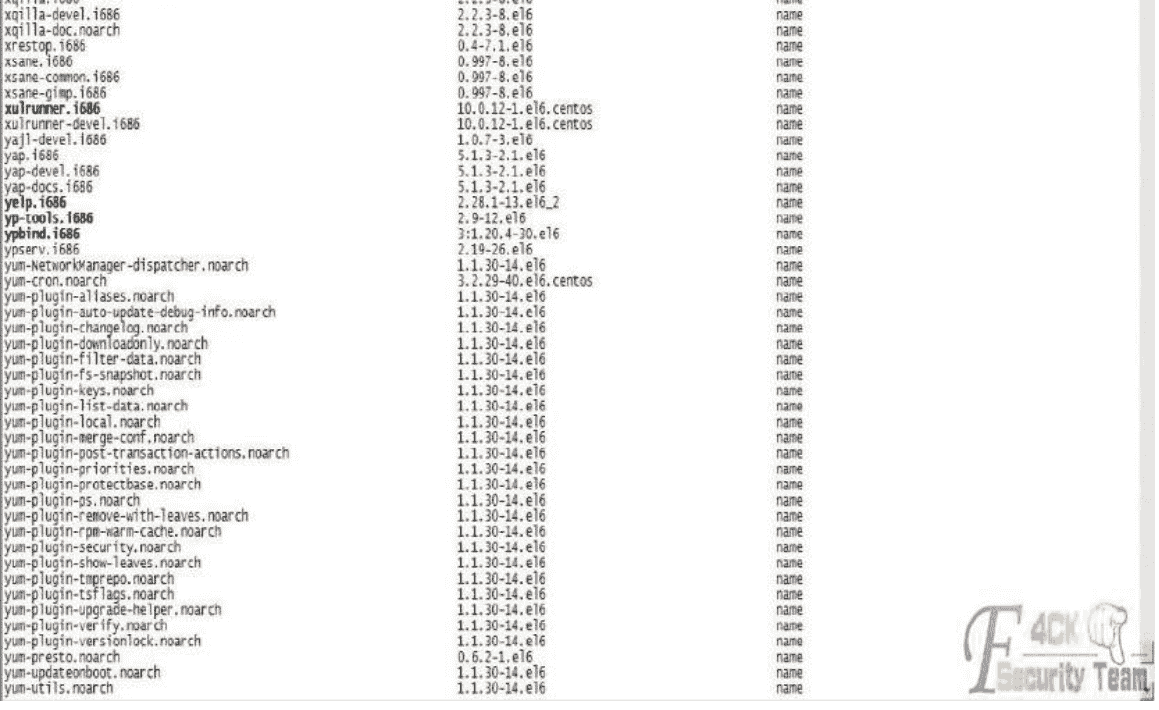 xqilla-devel.i686 2.2.3-8.el6 name
xqilla-doc.noarch 2.2.3-8.el6 name
xrestop.i686 0.4-7.1.el6 name
xsane.i686 0.997-8.el6 name
xsane-common.i686 0.997-8.el6 name
xsane-gimp.i686 0.997-8.el6 name
xulrunner.i686 10.0.12-1.el6.centos name
xulrunner-devel.i686 10.0.12-1.el6.centos name
yajl-devel.i686 1.0.7-3.el6 name
yap.i686 5.1.3-2.1.el6 name
yap-devel.i686 5.1.3-2.1.el6 name
yap-docs.i686 5.1.3-2.1.el6 name
yelp.i686 2.28.1-13.el6_2 name
yp-tools.i686 2.9-12.el6 name
ypbind.i686 3:1.20.4-30.el6 name
ypserv.i686 2.19-26.el6 name
yum-NetworkManager-dispatcher.noarch 1.1.30-14.el6 name
yum-cron.noarch 3.2.29-40.el6.centos name
yum-plugin-aliases.noarch 1.1.30-14.el6 name
yum-plugin-auto-update-debug-info.noarch 1.1.30-14.el6 name
yum-plugin-changelog.noarch 1.1.30-14.el6 name
yum-plugin-downloadonly.noarch 1.1.30-14.el6 name
yum-plugin-filter-data.noarch 1.1.30-14.el6 name
yum-plugin-fs-snapshot.noarch 1.1.30-14.el6 name
yum-plugin-keys.noarch 1.1.30-14.el6 name
yum-plugin-list-data.noarch 1.1.30-14.el6 name
yum-plugin-local.noarch 1.1.30-14.el6 name
yum-plugin-merge-conf.noarch 1.1.30-14.el6 name
yum-plugin-post-transaction-actions.noarch 1.1.30-14.el6 name
yum-plugin-priorities.noarch 1.1.30-14.el6 name
yum-plugin-protectbase.noarch 1.1.30-14.el6 name
yum-plugin-ps.noarch 1.1.30-14.el6 name
yum-plugin-remove-with-leaves.noarch 1.1.30-14.el6 name
yum-plugin-rpm-warm-cache.noarch 1.1.30-14.el6 name
yum-plugin-security.noarch 1.1.30-14.el6 name
yum-plugin-show-leaves.noarch 1.1.30-14.el6 name
yum-plugin-tmprepo.noarch 1.1.30-14.el6 name
yum-plugin-tsflags.noarch 1.1.30-14.el6 name
yum-plugin-upgrade-helper.noarch 1.1.30-14.el6 name
yum-plugin-verify.noarch 1.1.30-14.el6 name
yum-plugin-versionlock.noarch 1.1.30-14.el6 name
yum-presto.noarch 0.6.2-1.el6 name
yum-updateonboot.noarch 1.1.30-14.el6 name
yum-utils.noarch 1.1.30-14.el6 name
F4CK
Security Team